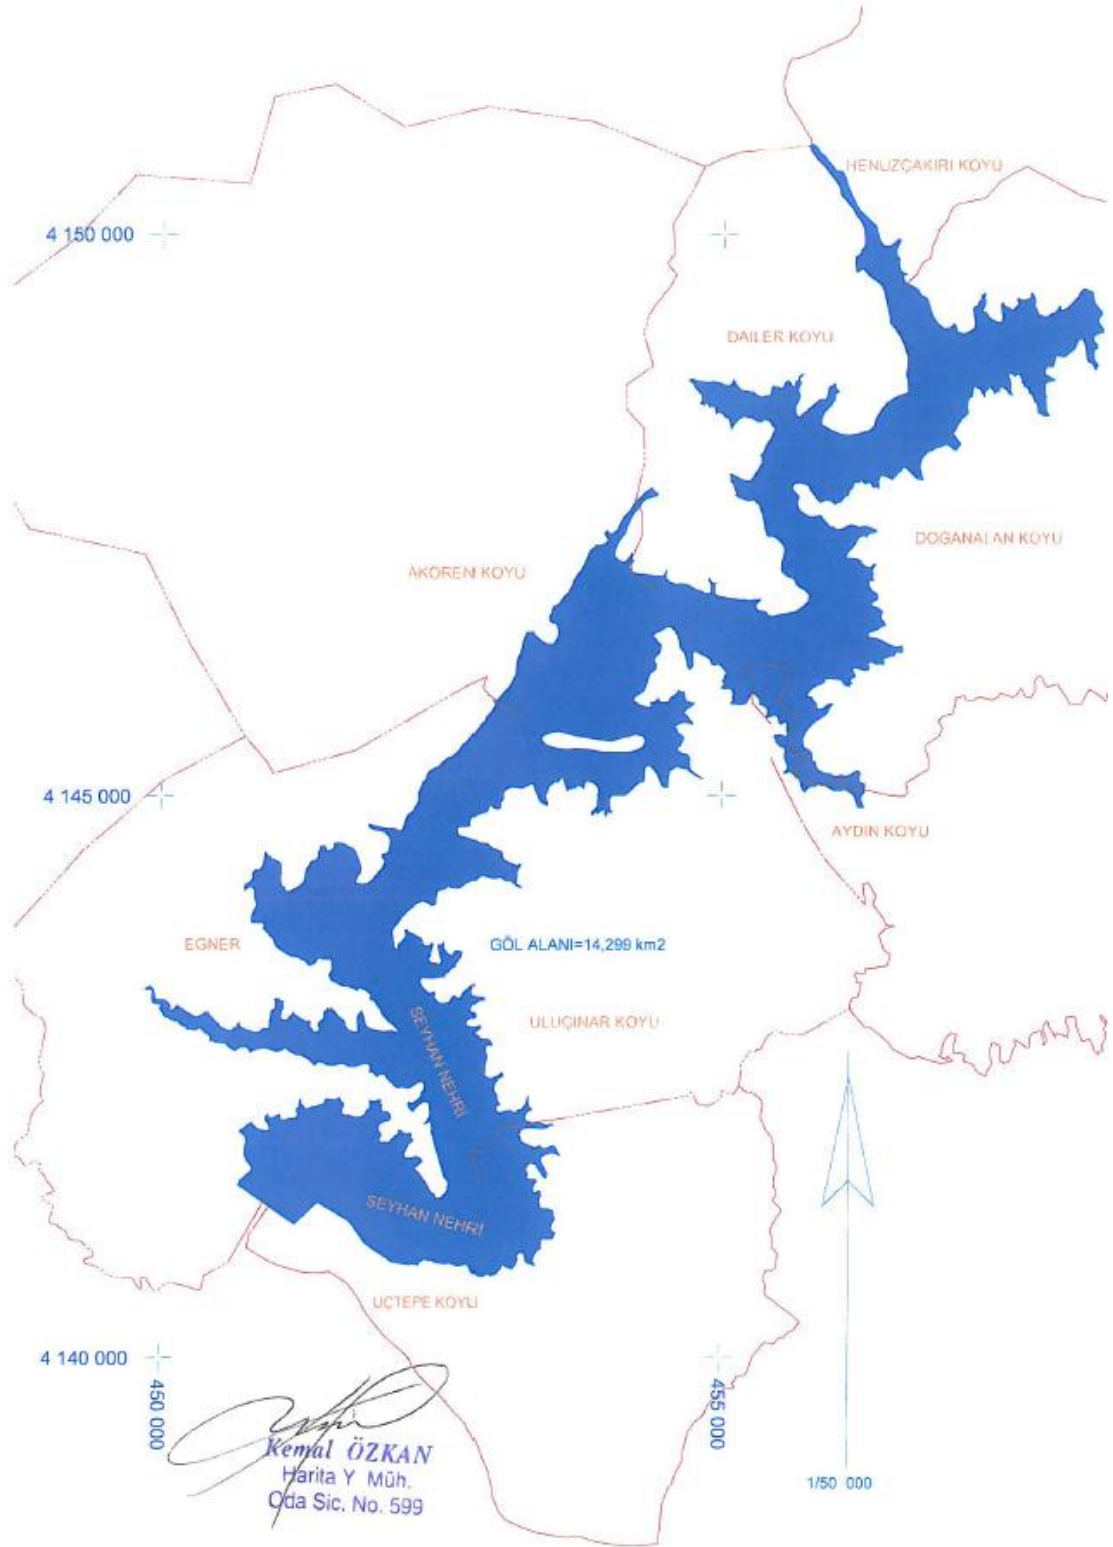 HENUZÇAKIRI KOYU
4 150 000
DAILER KOYU
DOGANALAN KOYU
AKOREN KOYU
4 145 000
AYDIN KOYU
EGNER
GÖL ALANI=14,299 km2
SEYHAN NEHRİ
ULUÇINAR KOYU
SEYHAN NEHRİ
UÇTEPE KOYU
4 140 000
450 000
455 000
Kemal ÖZKAN
Harita Y Müh.
Oda Sic. No. 599
1/50 000